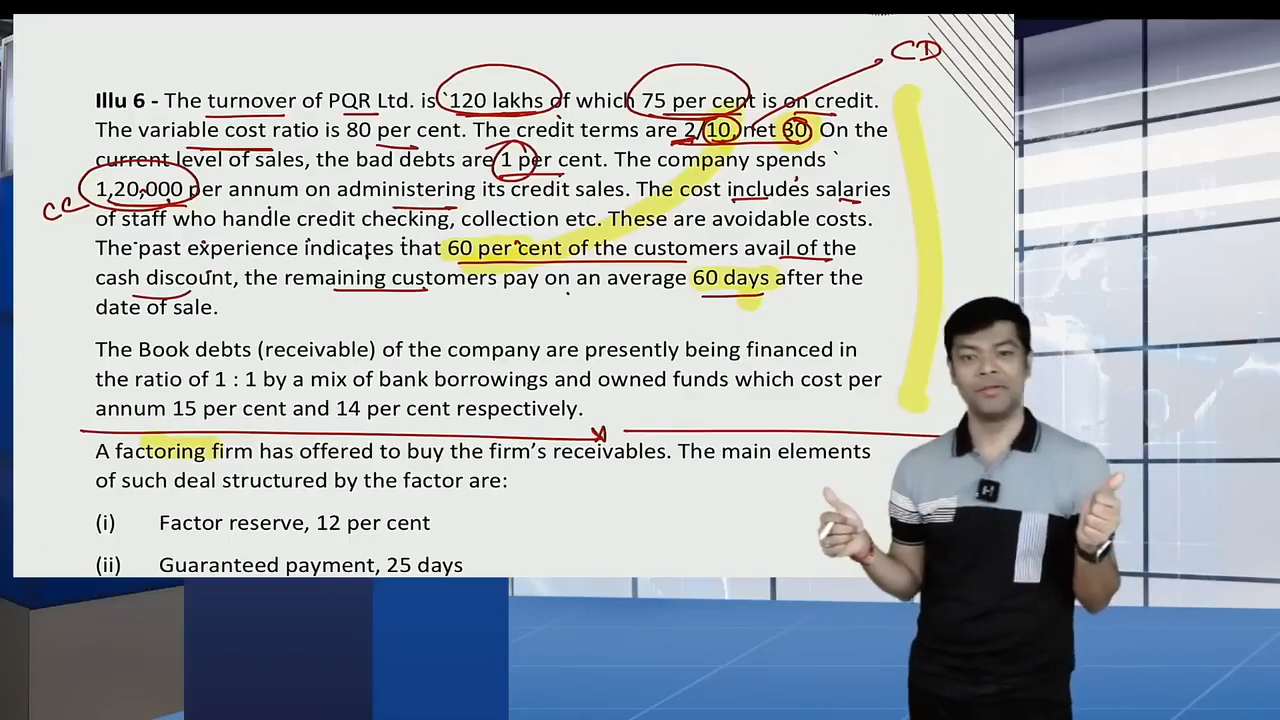 CD
Illu 6 - The turnover of PQR Ltd. is `120 lakhs of which 75 per cent is on credit.
The variable cost ratio is 80 per cent. The credit terms are 2/10, net 30. On the
current level of sales, the bad debts are 1 per cent. The company spends `
1,20,000 per annum on administering its credit sales. The cost includes salaries
CC
of staff who handle credit checking, collection etc. These are avoidable costs.
The past experience indicates that 60 per cent of the customers avail of the
cash discount, the remaining customers pay on an average 60 days after the
date of sale.
The Book debts (receivable) of the company are presently being financed in
the ratio of 1 : 1 by a mix of bank borrowings and owned funds which cost per
annum 15 per cent and 14 per cent respectively.
A factoring firm has offered to buy the firm’s receivables. The main elements
of such deal structured by the factor are:
(i) Factor reserve, 12 per cent
(ii) Guaranteed payment, 25 days